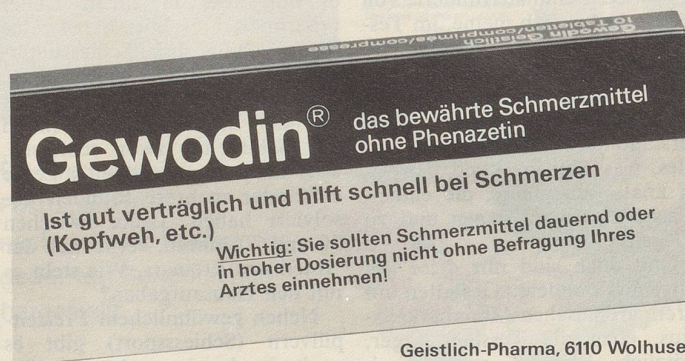 Gewodin Geistlich
10 Tabletten/comprimés/compresse
Gewodin® das bewährte Schmerzmittel
ohne Phenazetin
Ist gut verträglich und hilft schnell bei Schmerzen
(Kopfweh, etc.)
Wichtig: Sie sollten Schmerzmittel dauernd oder
in hoher Dosierung nicht ohne Befragung Ihres
Arztes einnehmen!
Geistlich-Pharma, 6110 Wolhuse